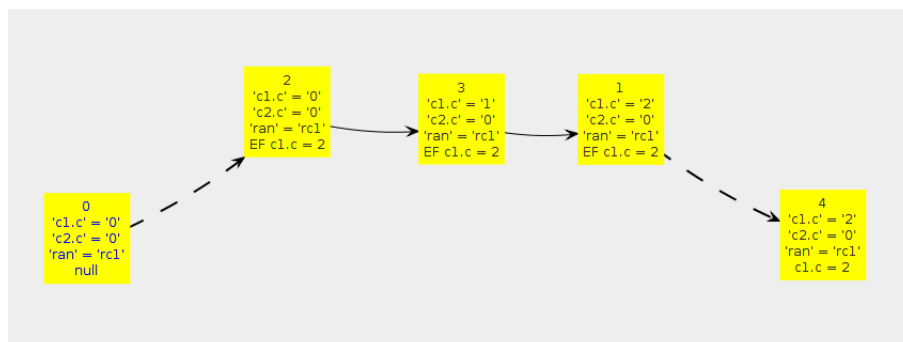 0
'c1.c' = '0'
'c2.c' = '0'
'ran' = 'rc1'
null
2
'c1.c' = '0'
'c2.c' = '0'
'ran' = 'rc1'
EF c1.c = 2
3
'c1.c' = '1'
'c2.c' = '0'
'ran' = 'rc1'
EF c1.c = 2
1
'c1.c' = '2'
'c2.c' = '0'
'ran' = 'rc1'
EF c1.c = 2
4
'c1.c' = '2'
'c2.c' = '0'
'ran' = 'rc1'
c1.c = 2